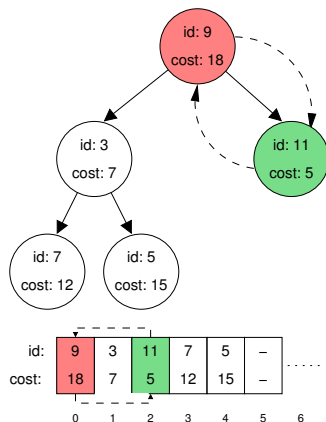 id: 9
cost: 18
id: 3
cost: 7
id: 11
cost: 5
id: 7
cost: 12
id: 5
cost: 15
id: 9 3 11 7 5 –
cost: 18 7 5 12 15 – ......
0 1 2 3 4 5 6